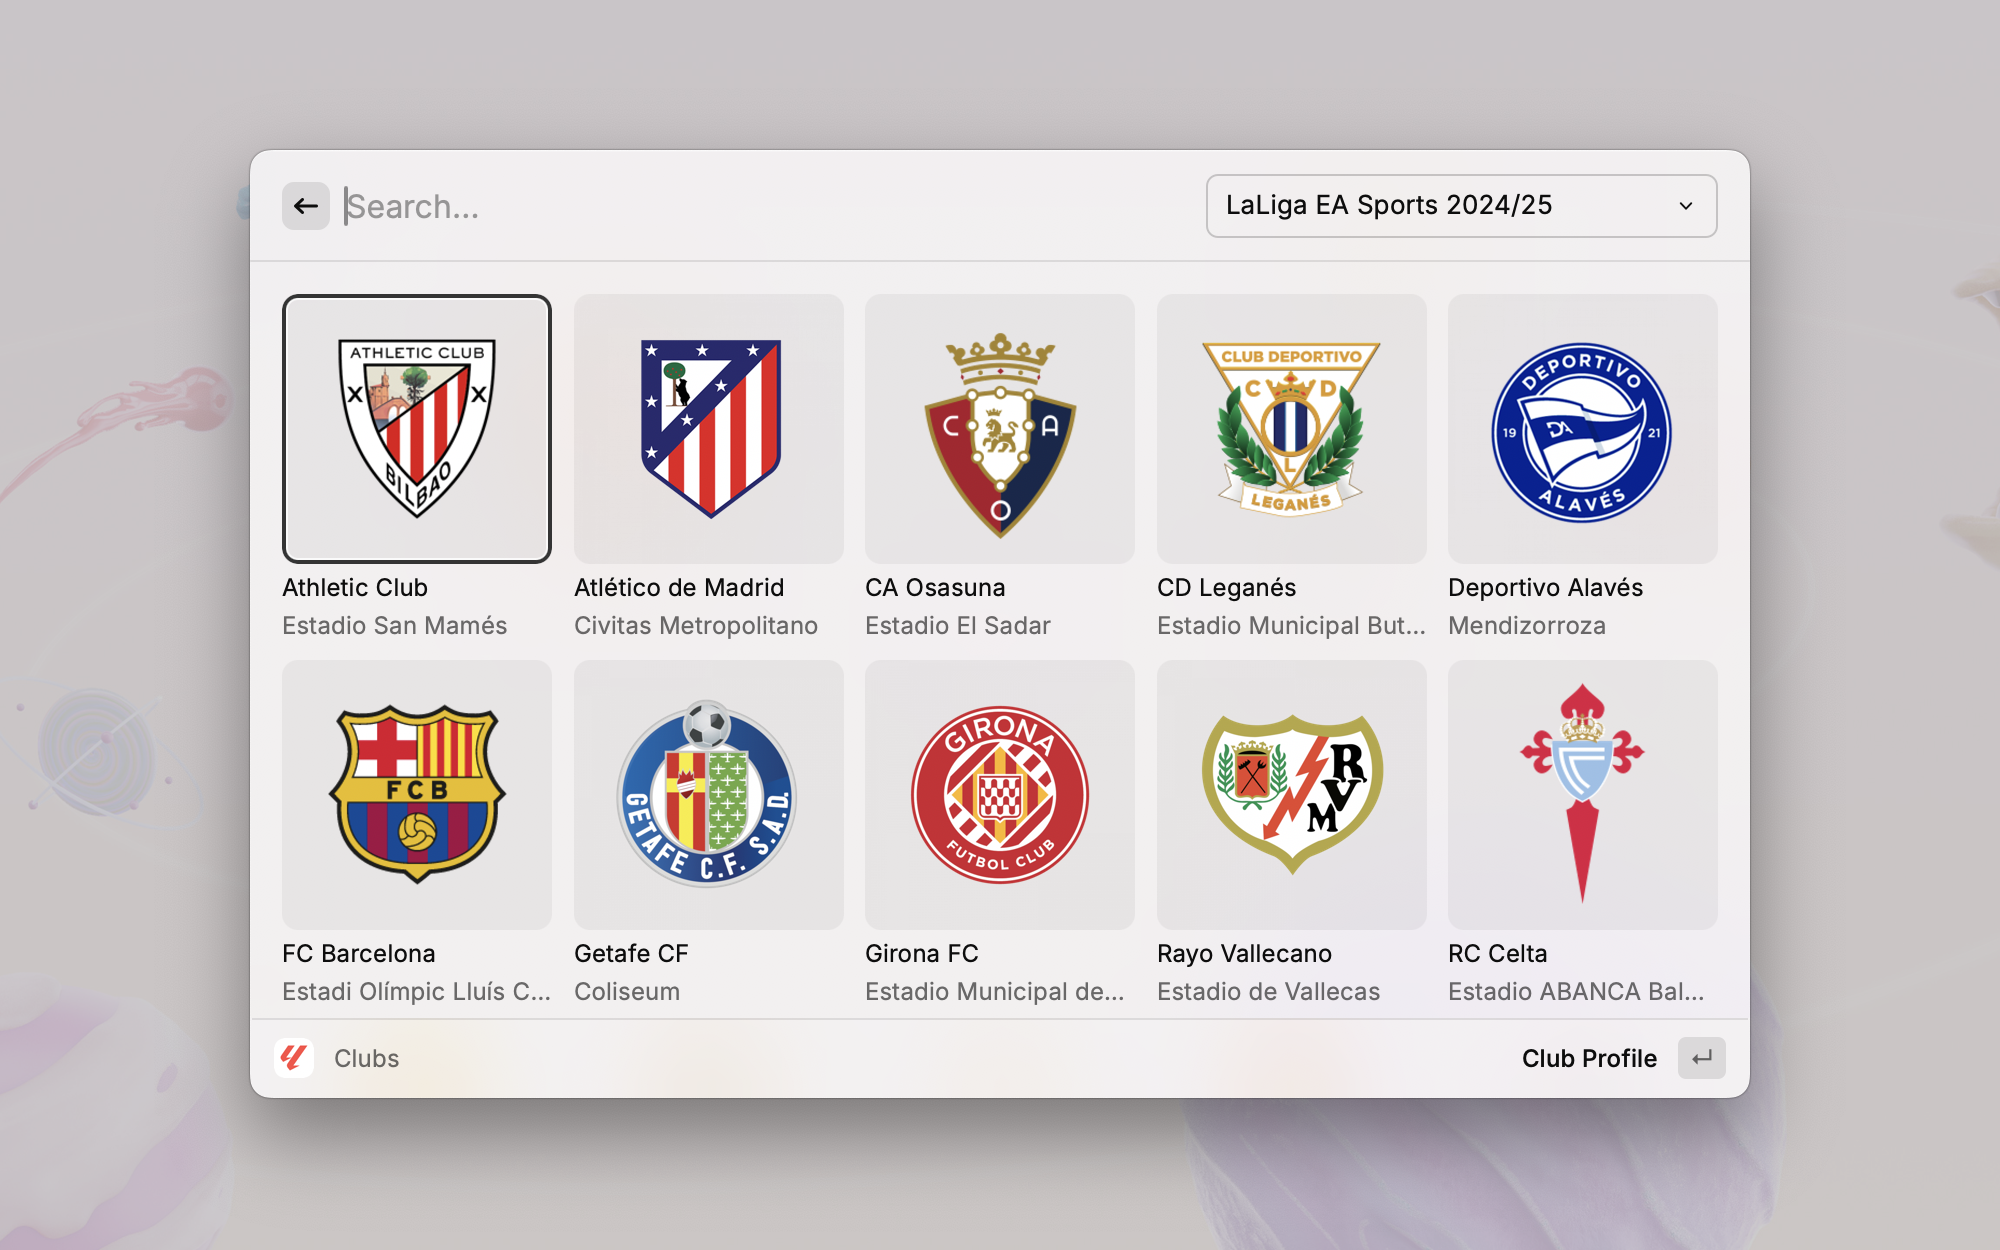 Search...
LaLiga EA Sports 2024/25
ATHLETIC CLUB
X X
BILBAO
C A
O
CLUB DEPORTIVO
C D
L
LEGANÉS
DEPORTIVO
19 DA 21
ALAVÉS
Athletic Club
Estadio San Mamés
Atlético de Madrid
Civitas Metropolitano
CA Osasuna
Estadio El Sadar
CD Leganés
Estadio Municipal But...
Deportivo Alavés
Mendizorroza
FCB
GETAFE C.F. S.A.D.
GIRONA
FUTBOL CLUB
R
V
M
FC Barcelona
Estadi Olímpic Lluís C...
Getafe CF
Coliseum
Girona FC
Estadio Municipal de...
Rayo Vallecano
Estadio de Vallecas
RC Celta
Estadio ABANCA Bal...
Clubs
Club Profile